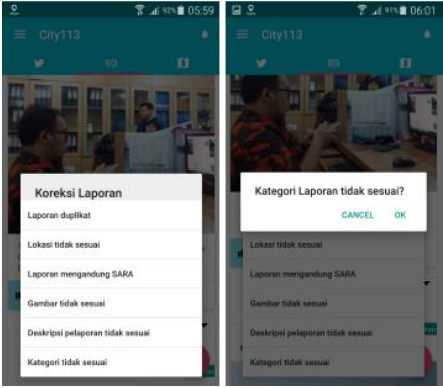 92% 05:59
City113
Koreksi Laporan
Laporan duplikat
Lokasi tidak sesuai
Laporan mengandung SARA
Gambar tidak sesuai
Deskripsi pelaporan tidak sesuai
Kategori tidak sesuai
91% 06:01
City113
Kategori Laporan tidak sesuai?
CANCEL OK
Lokasi tidak sesuai
Laporan mengandung SARA
Gambar tidak sesuai
Deskripsi pelaporan tidak sesuai
Kategori tidak sesuai